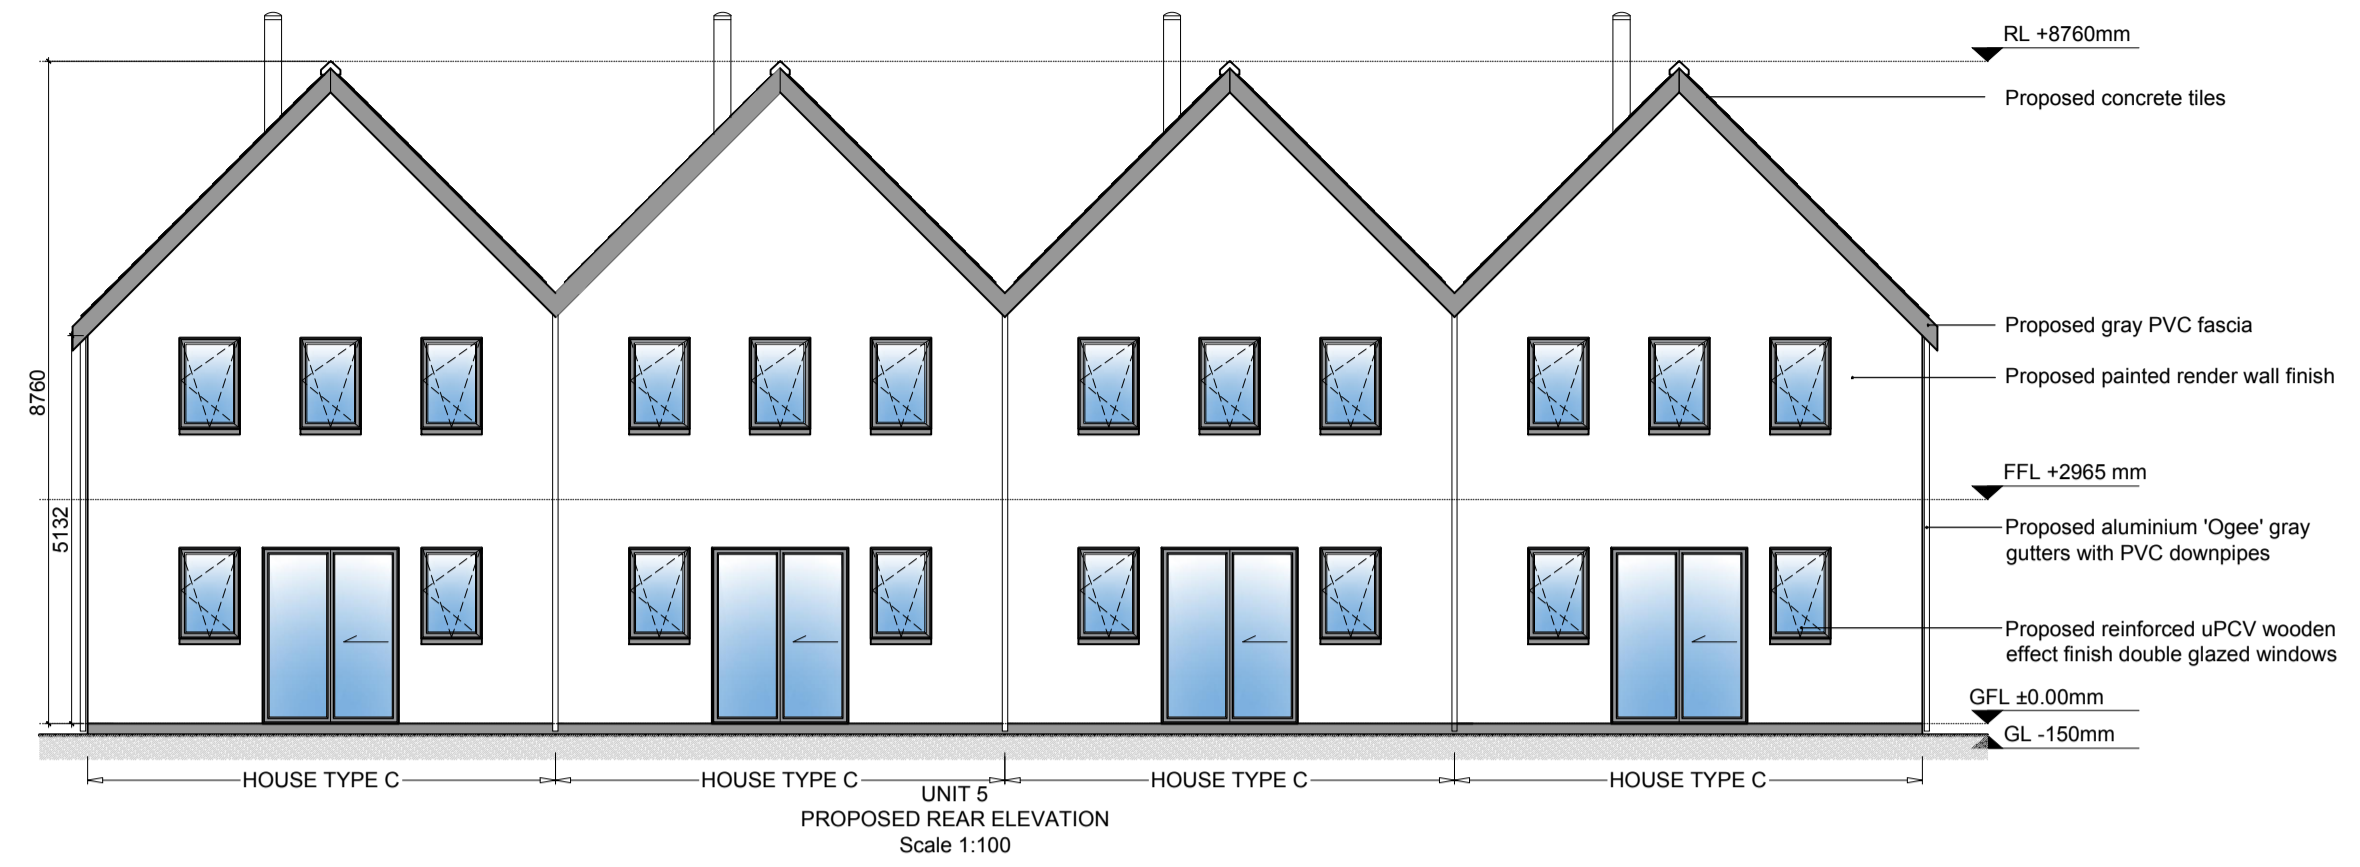 RL +8760mm
Proposed concrete tiles
Proposed gray PVC fascia
Proposed painted render wall finish
8760
FFL +2965 mm
5132
Proposed aluminium 'Ogee' gray
gutters with PVC downpipes
Proposed reinforced uPCV wooden
effect finish double glazed windows
GFL ±0.00mm
GL -150mm
HOUSE TYPE C
HOUSE TYPE C
HOUSE TYPE C
HOUSE TYPE C
UNIT 5
PROPOSED REAR ELEVATION
Scale 1:100